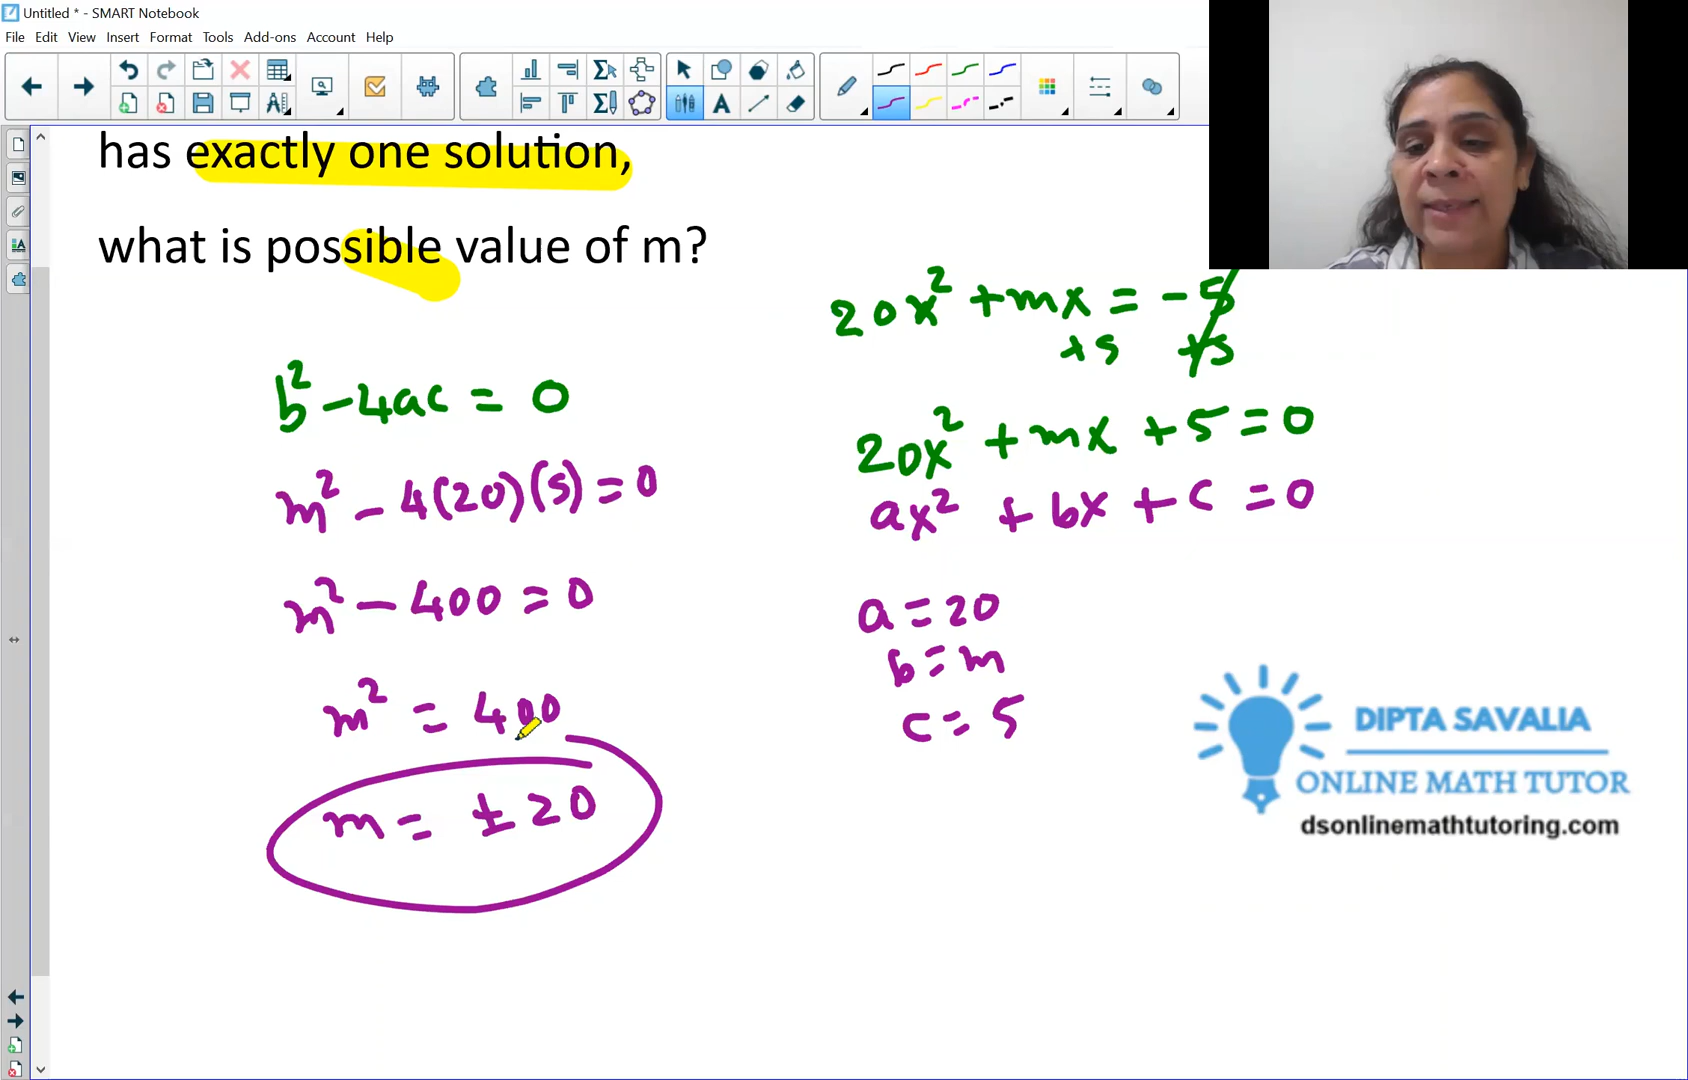 Untitled * - SMART Notebook
File Edit View Insert Format Tools Add-ons Account Help
has exactly one solution,
what is possible value of m?
20x² + mx = -5
+5 +5
b² - 4ac = 0
20x² + mx + 5 = 0
m² - 4(20)(5) = 0
ax² + bx + c = 0
m² - 400 = 0
a = 20
b = m
m² = 400
c = 5
m = ± 20
DIPTA SAVALIA
ONLINE MATH TUTOR
dsonlinemathtutoring.com